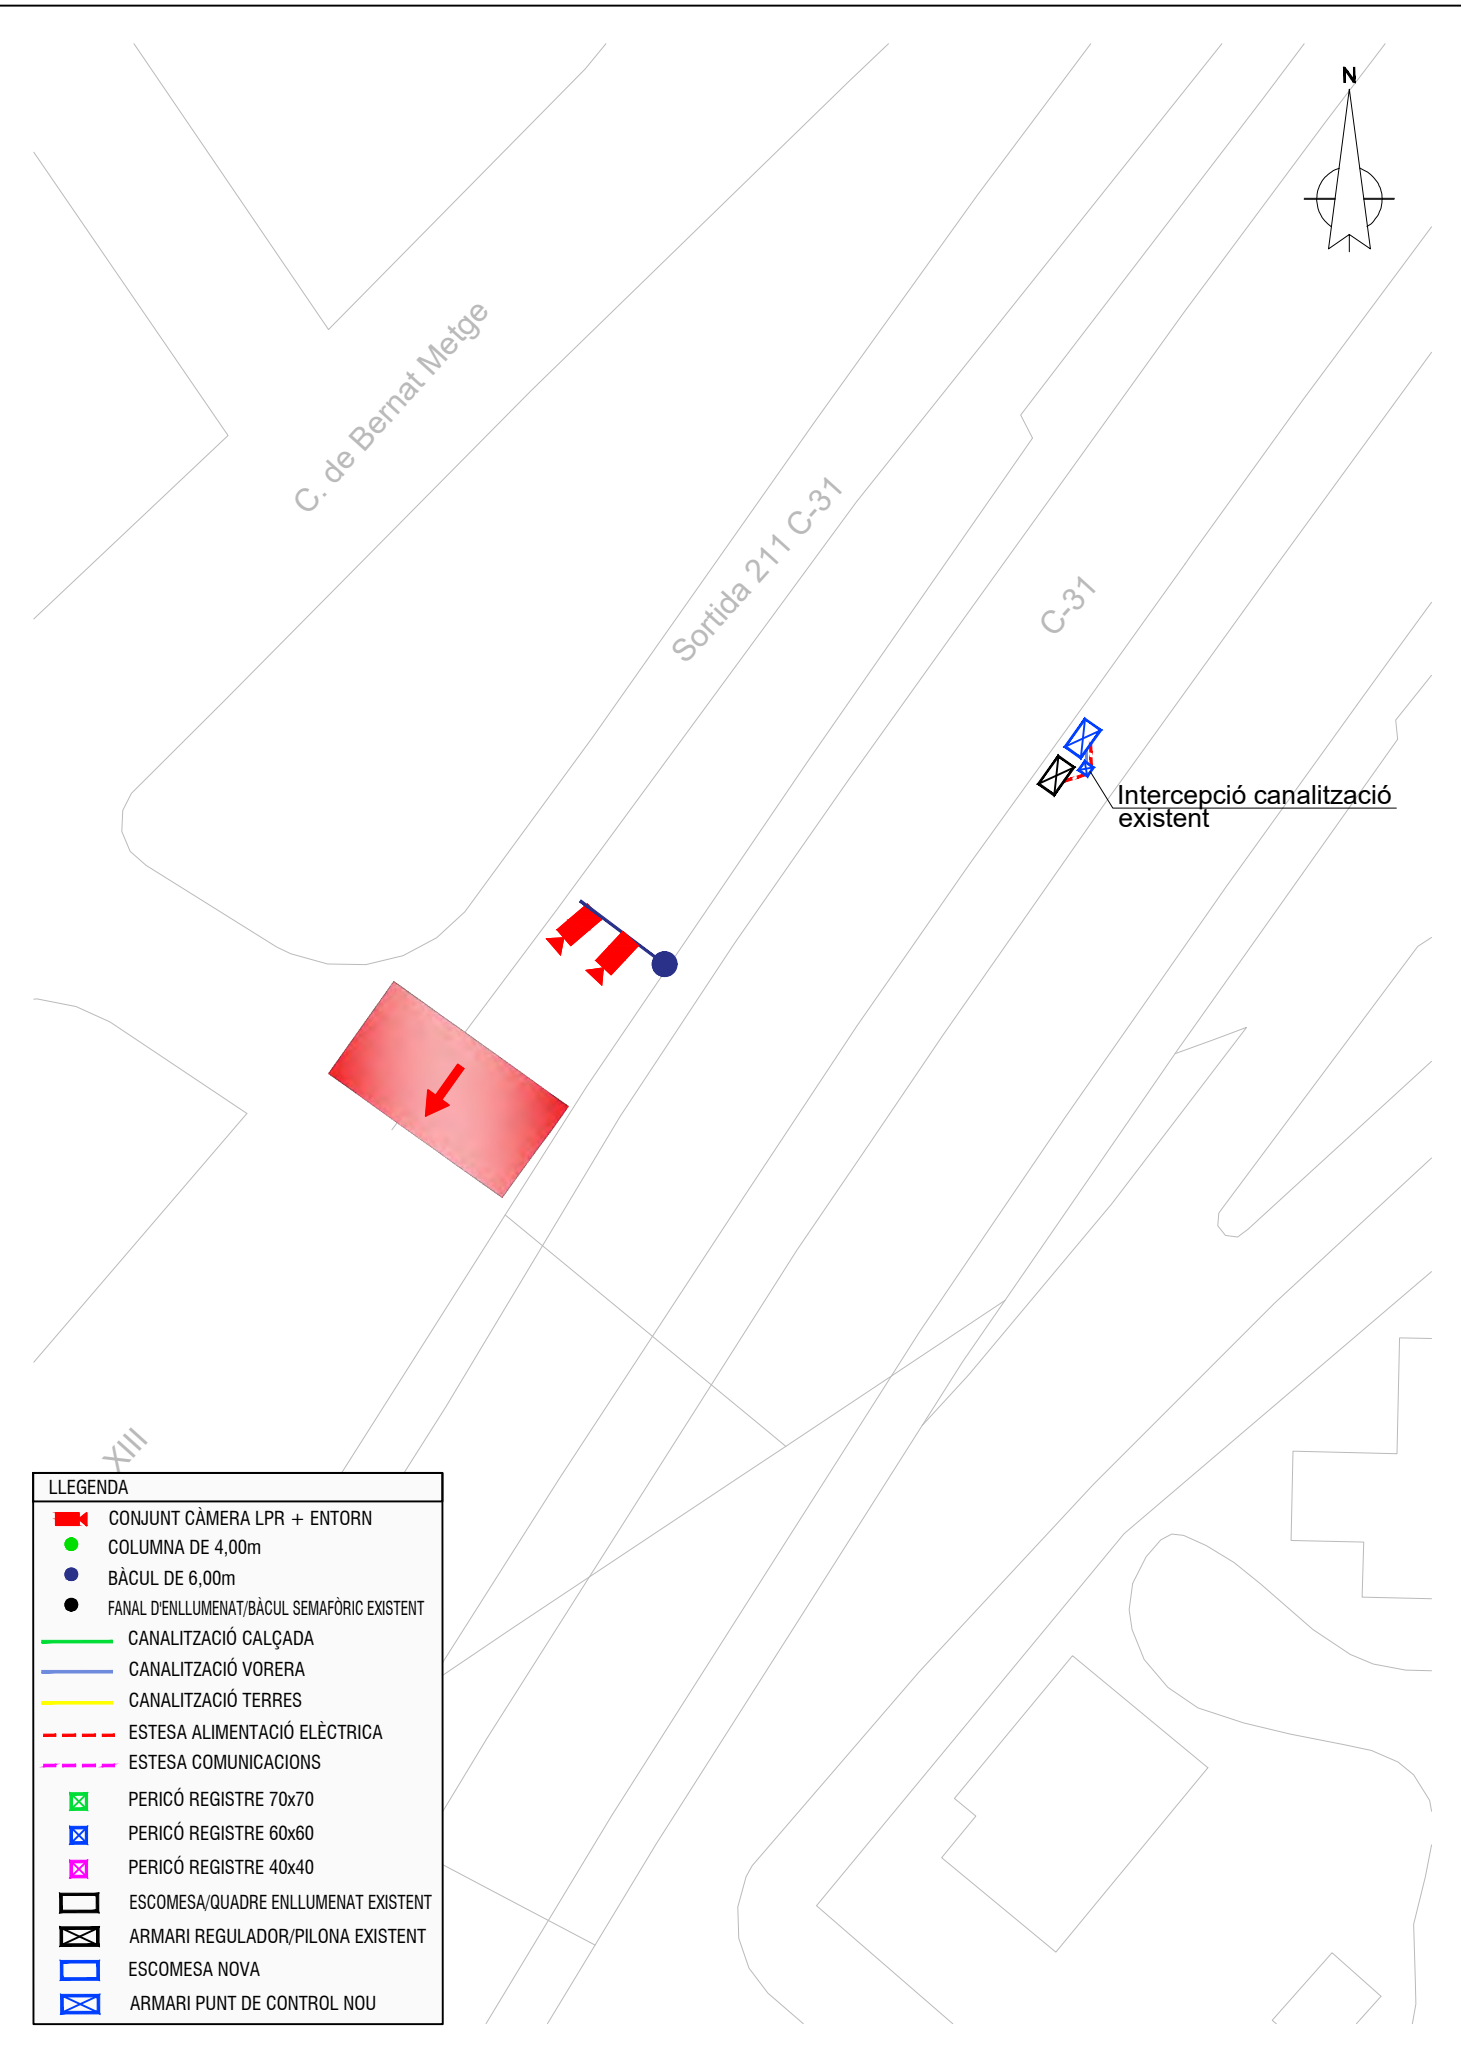 N
C. de Bernat Metge
Sortida 211 C-31
C-31
Intercepció canalització
existent
XIII
LLEGENDA
CONJUNT CÀMERA LPR + ENTORN
COLUMNA DE 4,00m
BÀCUL DE 6,00m
FANAL D'ENLLUMENAT/BÀCUL SEMAFÒRIC EXISTENT
CANALITZACIÓ CALÇADA
CANALITZACIÓ VORERA
CANALITZACIÓ TERRES
ESTESA ALIMENTACIÓ ELÈCTRICA
ESTESA COMUNICACIONS
PERICÓ REGISTRE 70x70
PERICÓ REGISTRE 60x60
PERICÓ REGISTRE 40x40
ESCOMESA/QUADRE ENLLUMENAT EXISTENT
ARMARI REGULADOR/PILONA EXISTENT
ESCOMESA NOVA
ARMARI PUNT DE CONTROL NOU